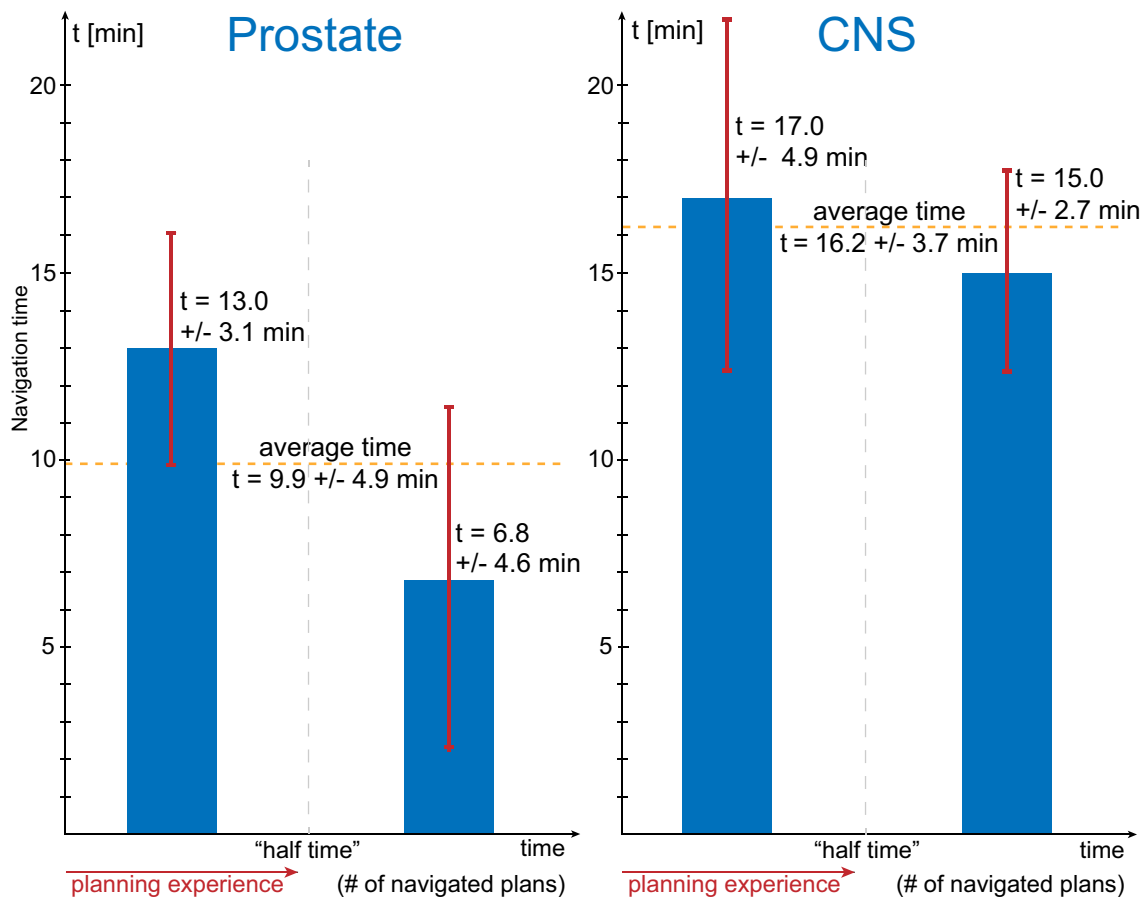 t [min]
Prostate
20
15
10
5
Navigation time
t = 13.0
+/- 3.1 min
average time
t = 9.9 +/- 4.9 min
t = 6.8
+/- 4.6 min
“half time”
time
planning experience
(# of navigated plans)
t [min]
CNS
20
15
10
5
t = 17.0
+/-  4.9 min
t = 15.0
+/- 2.7 min
average time
t = 16.2 +/- 3.7 min
“half time”
time
planning experience
(# of navigated plans)